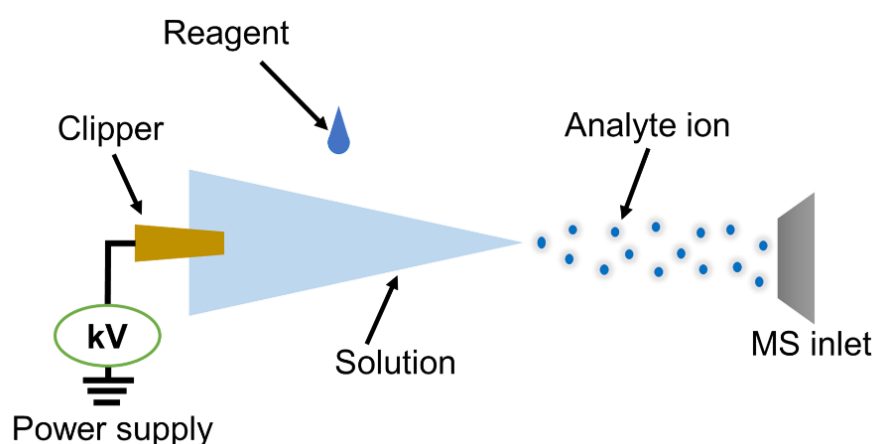 Reagent
Clipper
Analyte ion
kV
Solution
MS inlet
Power supply